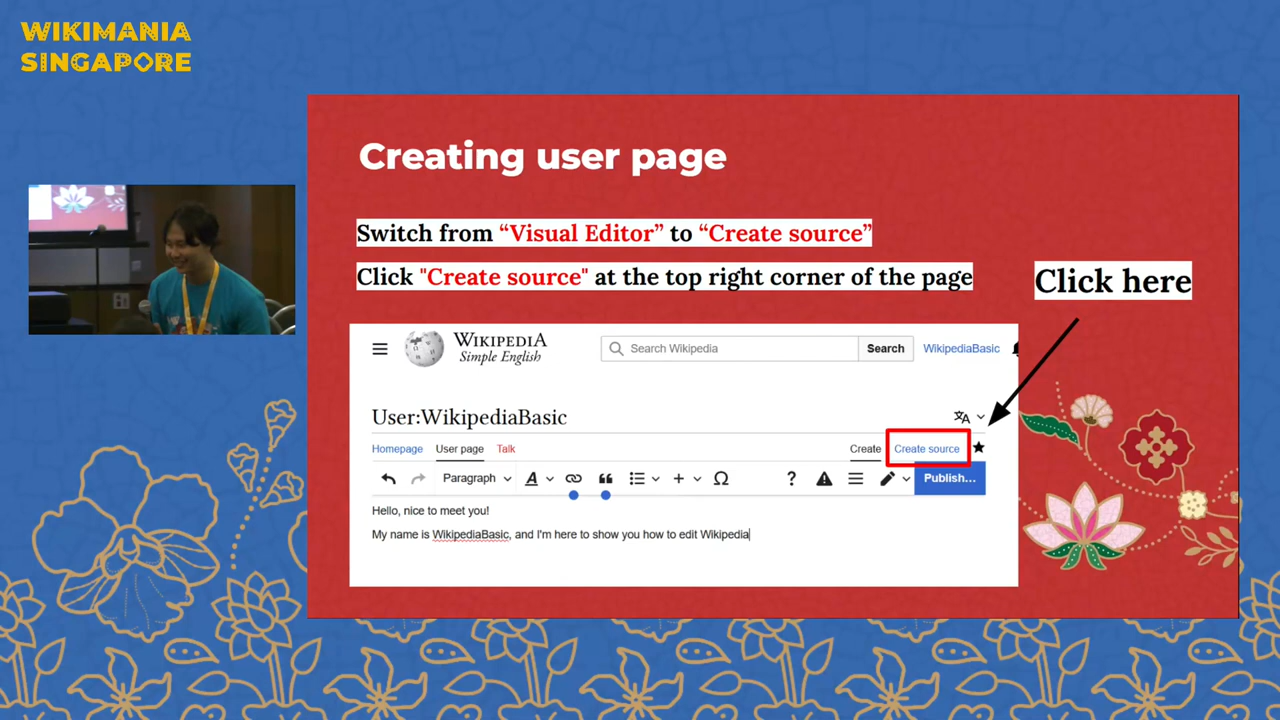 WIKIMANIA
SINGAPORE
Creating user page
Switch from “Visual Editor” to “Create source”
Click "Create source" at the top right corner of the page
Click here
WIKIPEDIA
Simple English
Search Wikipedia
Search
WikipediaBasic
User:WikipediaBasic
Homepage
User page
Talk
Create
Create source
Paragraph
A
Ω
?
Publish...
Hello, nice to meet you!
My name is WikipediaBasic, and I'm here to show you how to edit Wikipedia